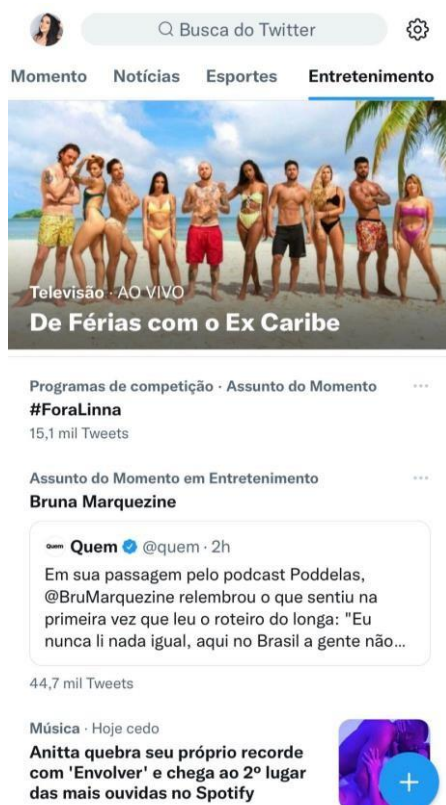 Busca do Twitter
Momento Notícias Esportes Entretenimento
Televisão · AO VIVO
De Férias com o Ex Caribe
Programas de competição · Assunto do Momento
#ForaLinna
15,1 mil Tweets
Assunto do Momento em Entretenimento
Bruna Marquezine
Quem Quem @quem · 2h
Em sua passagem pelo podcast Poddelas,
@BruMarquezine relembrou o que sentiu na
primeira vez que leu o roteiro do longa: "Eu
nunca li nada igual, aqui no Brasil a gente não...
44,7 mil Tweets
Música · Hoje cedo
Anitta quebra seu próprio recorde
com 'Envolver' e chega ao 2º lugar
das mais ouvidas no Spotify